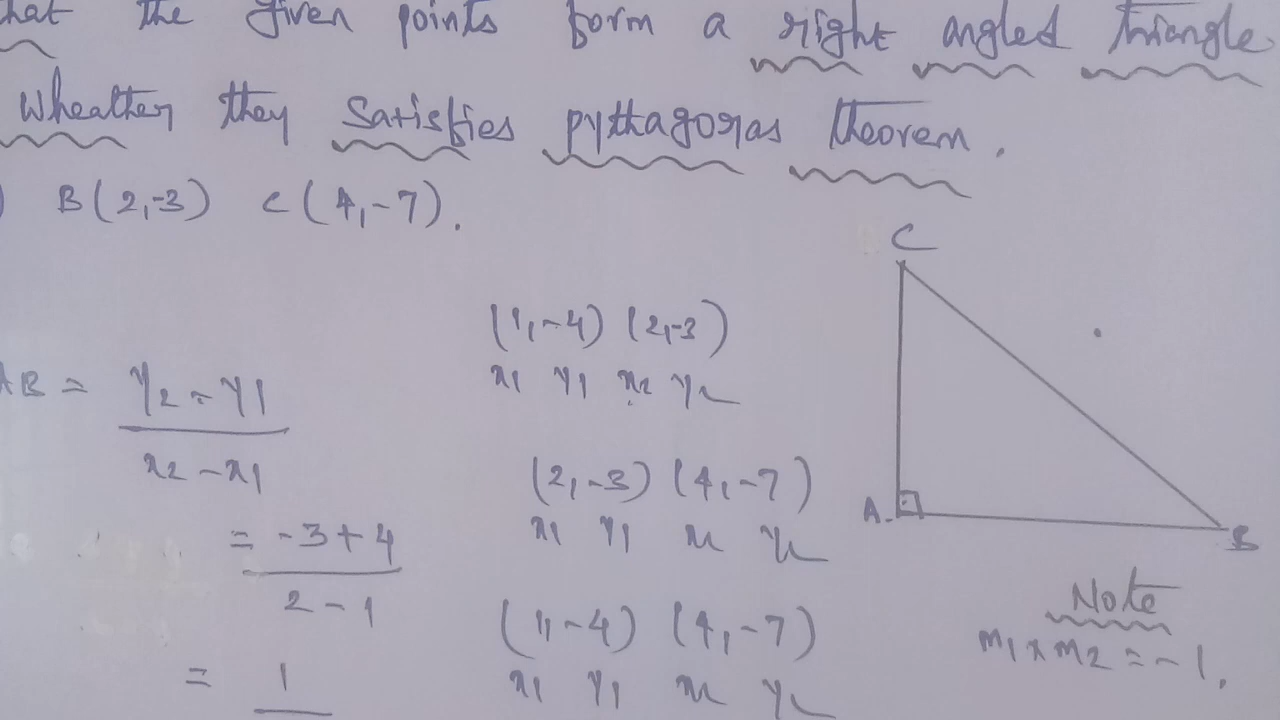 hat the given points form a right angled triangle.
Wheather they satisfies pythagoras theorem.
) B(2,-3) C(4,-7).
C
(1,-4) (2,-3)
x1 y1 x2 y2
AB = y2-y1
x2-x1
(2,-3) (4,-7)
x1 y1 x2 y2
A
B
= -3+4
2-1
Note
m1 x m2 = -1.
(1,-4) (4,-7)
x1 y1 x2 y2
= 1